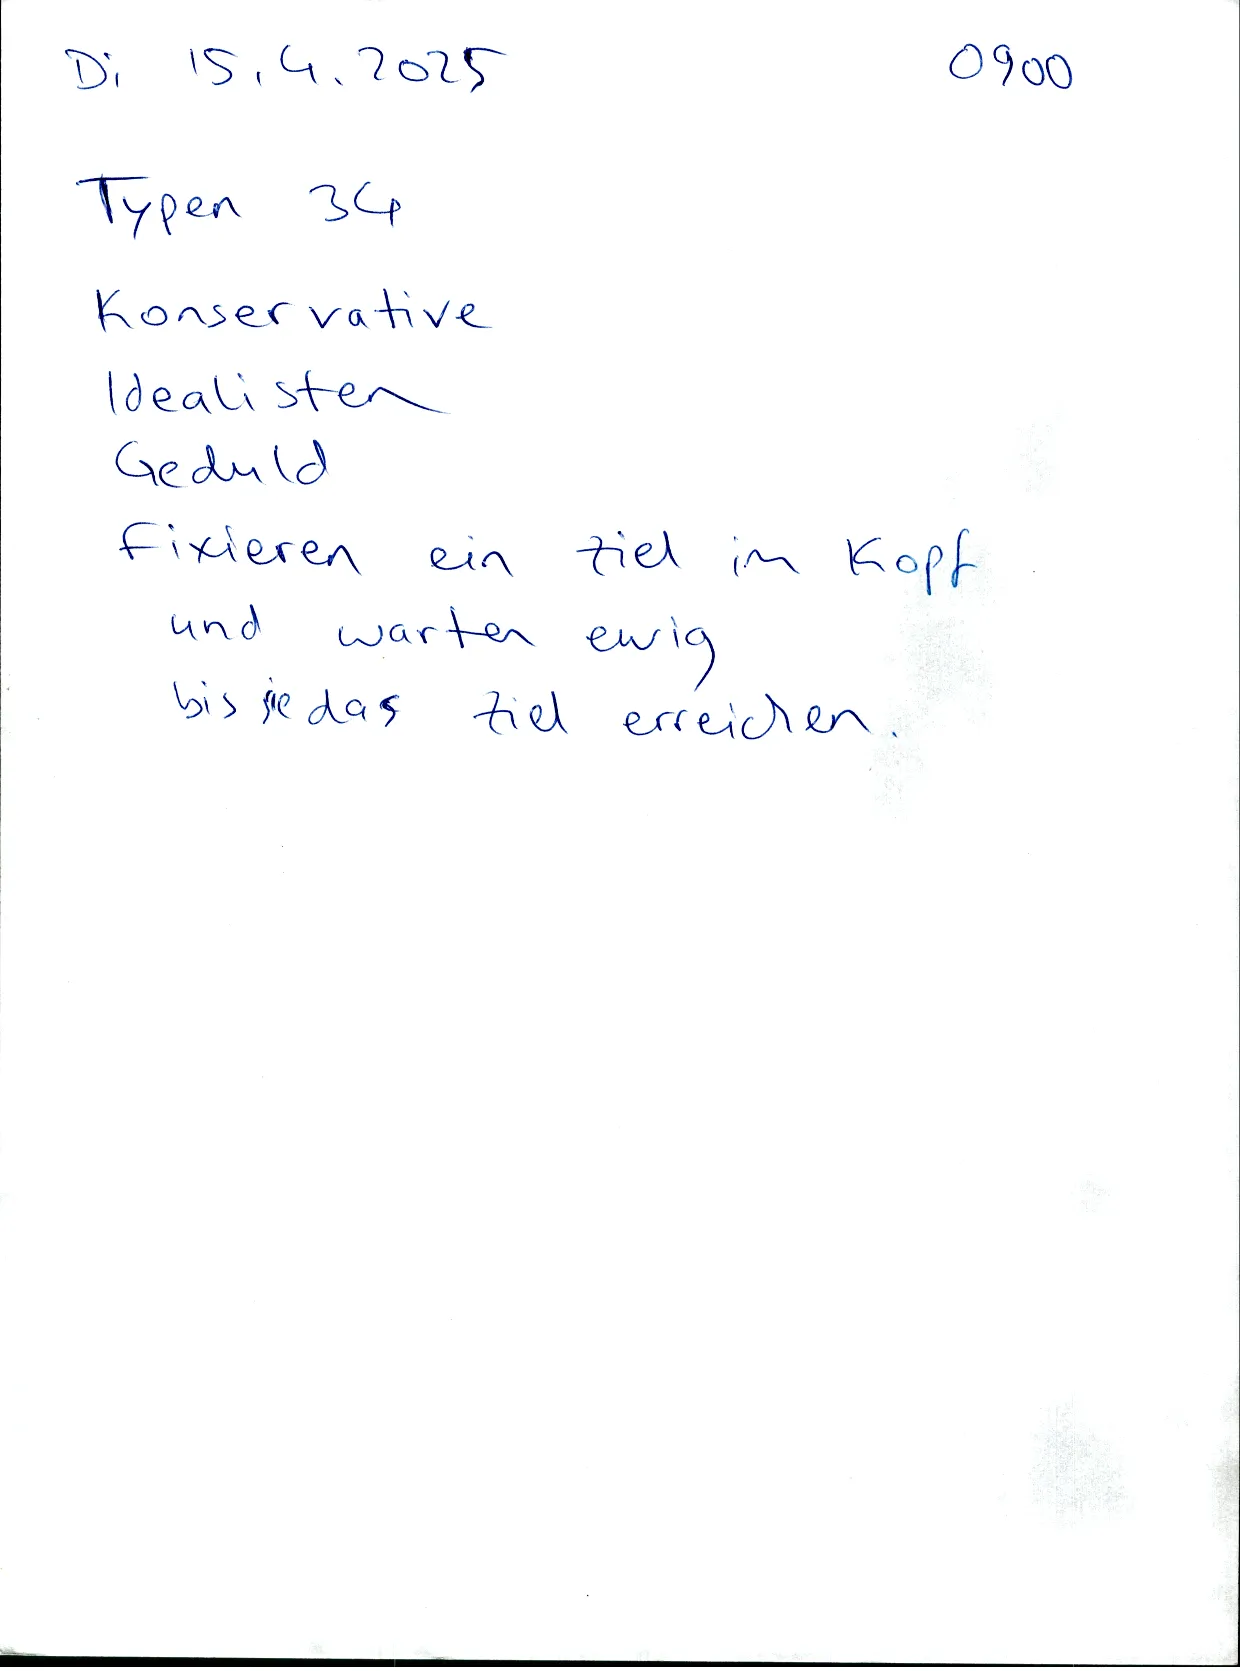 Di 15.4.2025 0900
Typen 34
Konservative
Idealisten
Geduld
fixieren ein Ziel im Kopf
und warten ewig
bis sie das Ziel erreichen.